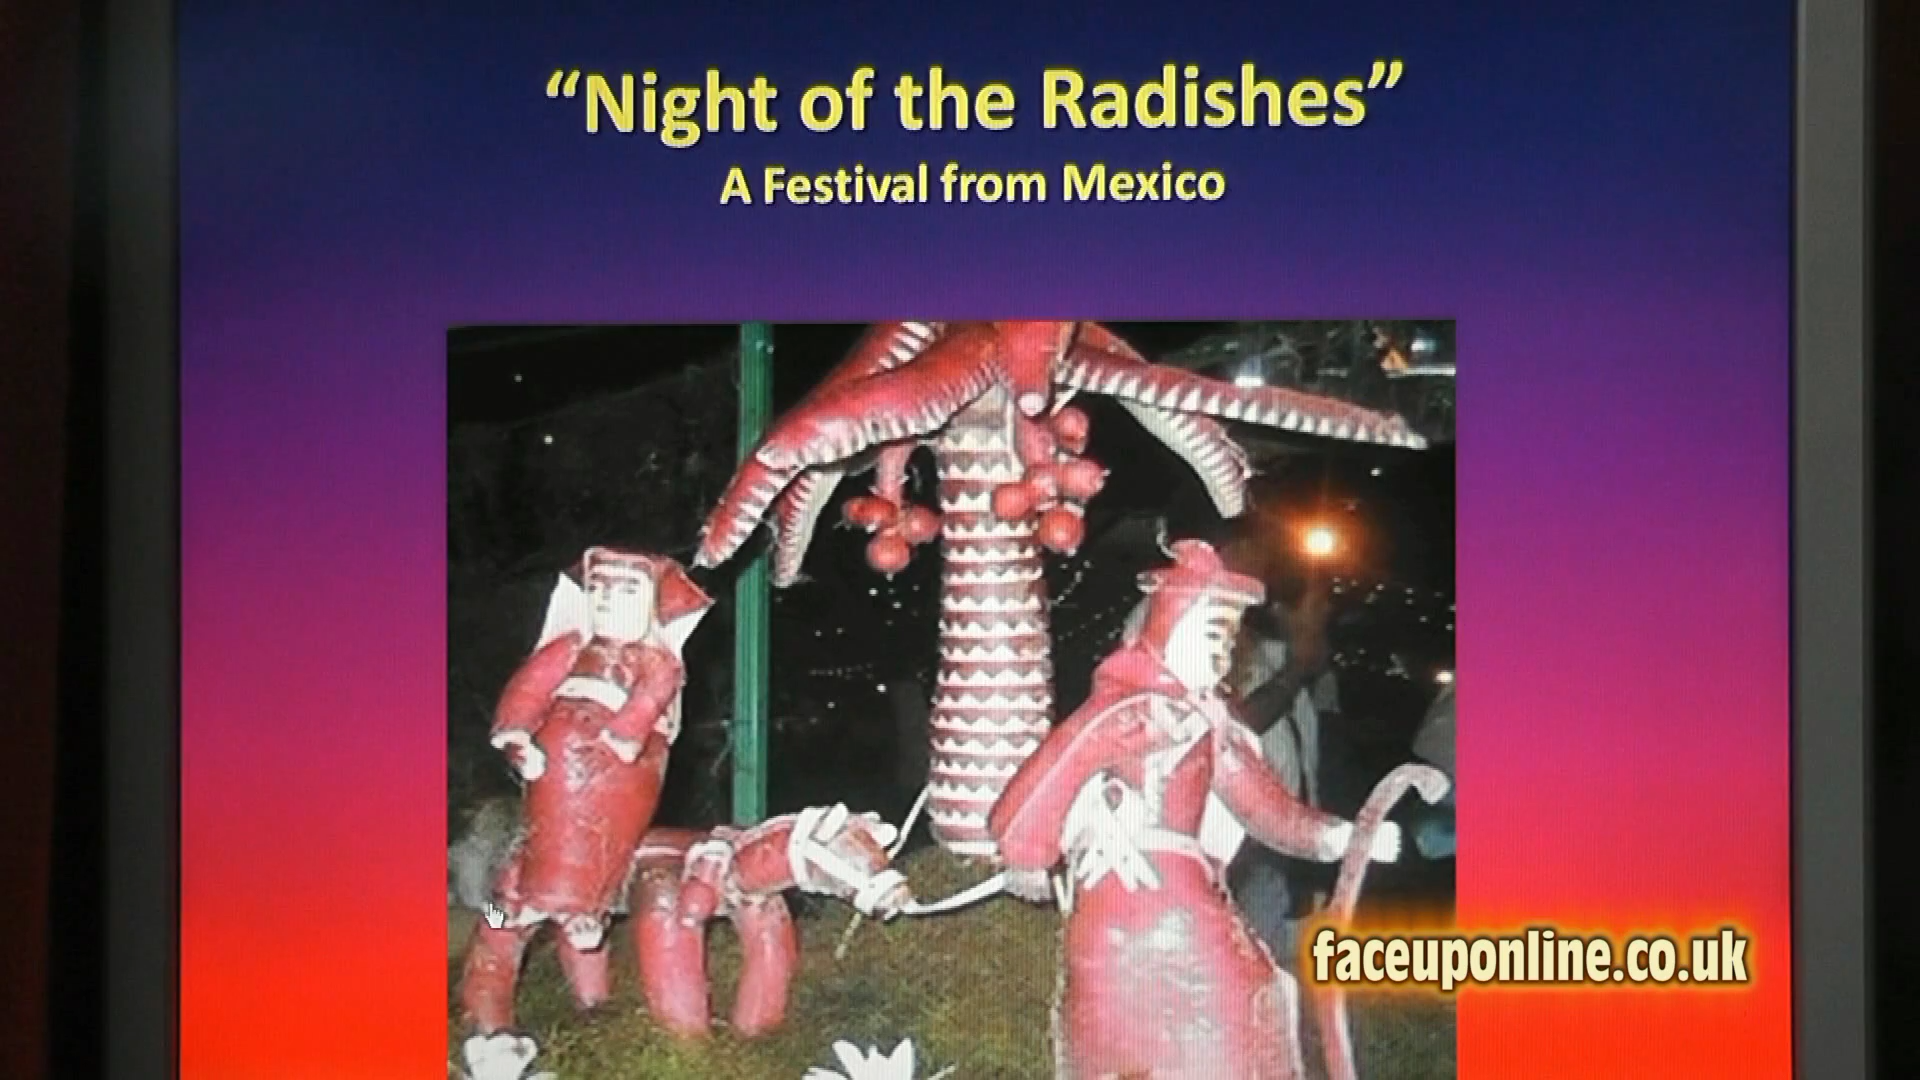 “Night of the Radishes”
A Festival from Mexico
faceuponline.co.uk